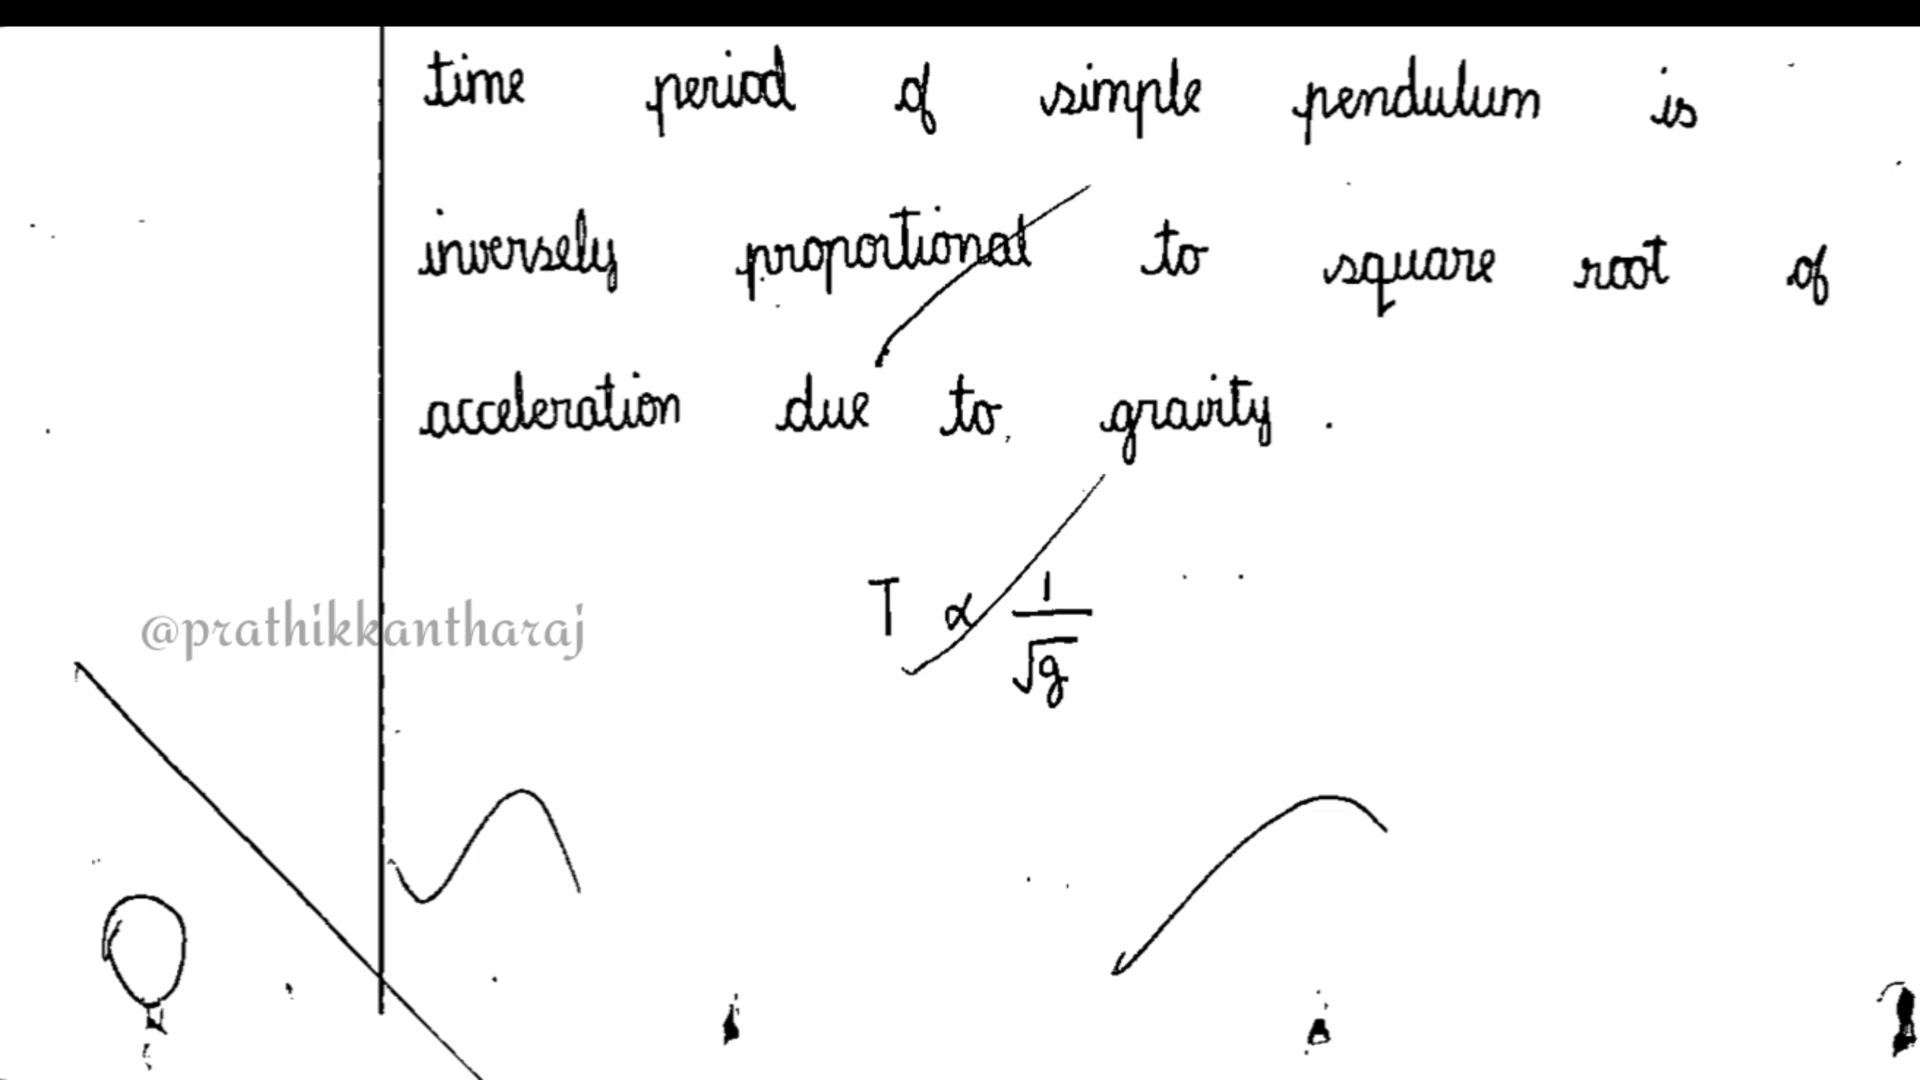 time period of simple pendulum is
inversely proportional to square root of
acceleration due to gravity .
T ∝ 1/√g
@prathikkantharaj